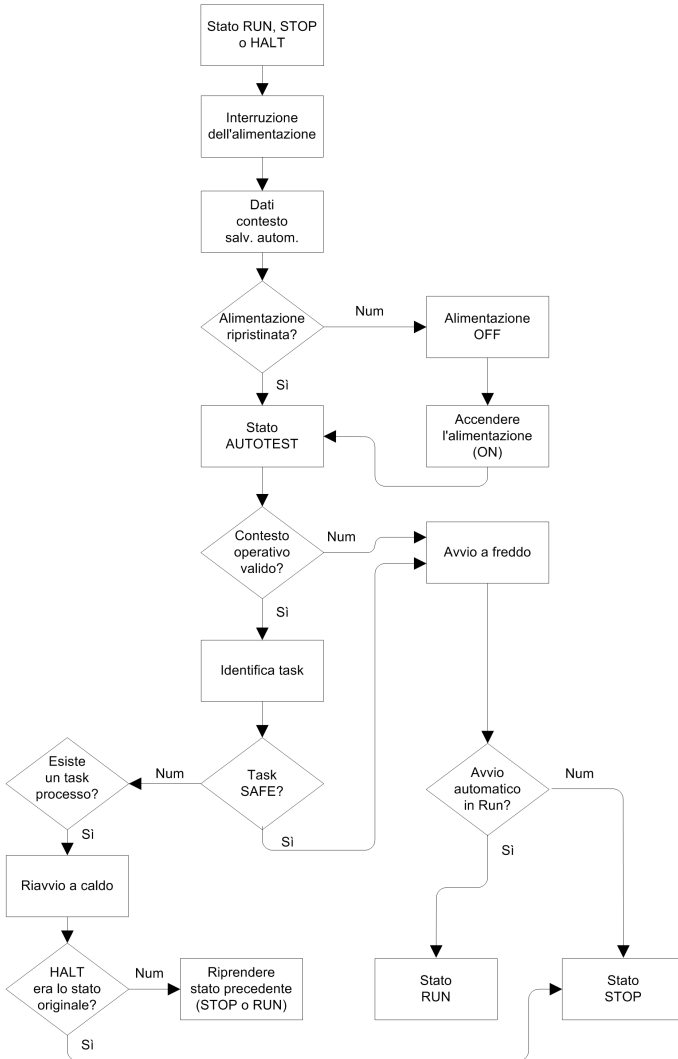 Stato RUN, STOP
o HALT
Interruzione
dell'alimentazione
Dati
contesto
salv. autom.
Alimentazione
ripristinata?
Num
Alimentazione
OFF
Sì
Stato
AUTOTEST
Accendere
l'alimentazione
(ON)
Contesto
operativo
valido?
Num
Avvio a freddo
Sì
Identifica task
Esiste
un task
processo?
Num
Task
SAFE?
Avvio
automatico
in Run?
Num
Sì
Sì
Sì
Riavvio a caldo
HALT
era lo stato
originale?
Num
Riprendere
stato precedente
(STOP o RUN)
Stato
RUN
Stato
STOP
Sì